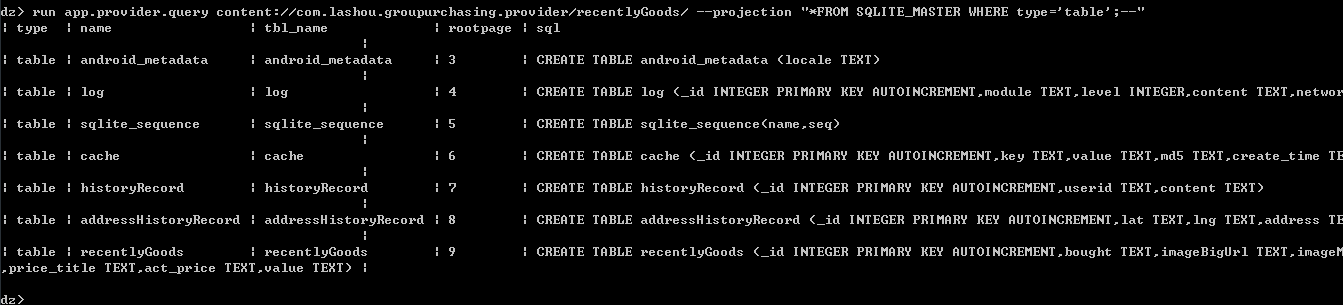 dz> run app.provider.query content://com.lashou.groupurchasing.provider/recentlyGoods/ --projection "*FROM SQLITE_MASTER WHERE type='table';--"
| type | name | tbl_name | rootpage | sql
|
| table | android_metadata | android_metadata | 3 | CREATE TABLE android_metadata (locale TEXT)
|
| table | log | log | 4 | CREATE TABLE log (_id INTEGER PRIMARY KEY AUTOINCREMENT,module TEXT,level INTEGER,content TEXT,networ
|
| table | sqlite_sequence | sqlite_sequence | 5 | CREATE TABLE sqlite_sequence(name,seq)
|
| table | cache | cache | 6 | CREATE TABLE cache (_id INTEGER PRIMARY KEY AUTOINCREMENT,key TEXT,value TEXT,md5 TEXT,create_time TE
|
| table | historyRecord | historyRecord | 7 | CREATE TABLE historyRecord (_id INTEGER PRIMARY KEY AUTOINCREMENT,userid TEXT,content TEXT)
|
| table | addressHistoryRecord | addressHistoryRecord | 8 | CREATE TABLE addressHistoryRecord (_id INTEGER PRIMARY KEY AUTOINCREMENT,lat TEXT,lng TEXT,address TE
|
| table | recentlyGoods | recentlyGoods | 9 | CREATE TABLE recentlyGoods (_id INTEGER PRIMARY KEY AUTOINCREMENT,bought TEXT,imageBigUrl TEXT,imageM
,price_title TEXT,act_price TEXT,value TEXT) |
dz>